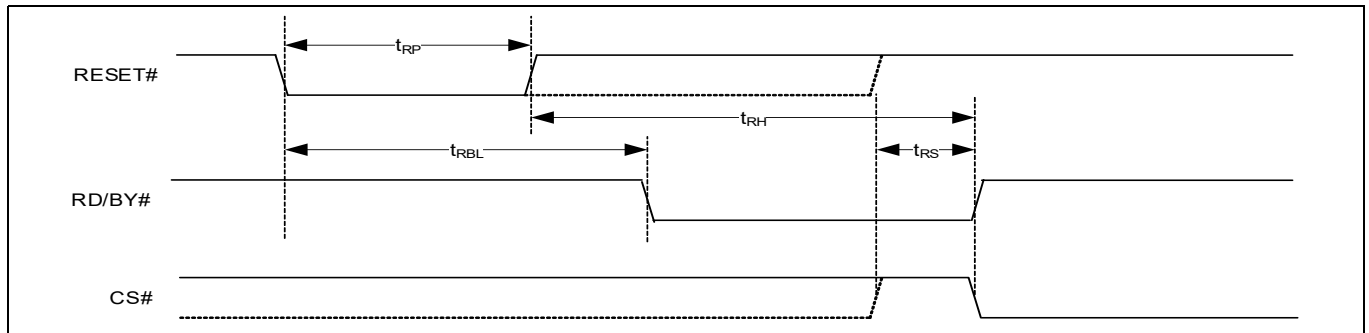 tRP
RESET#
tRH
tRBL
tRS
RD/BY#
CS#